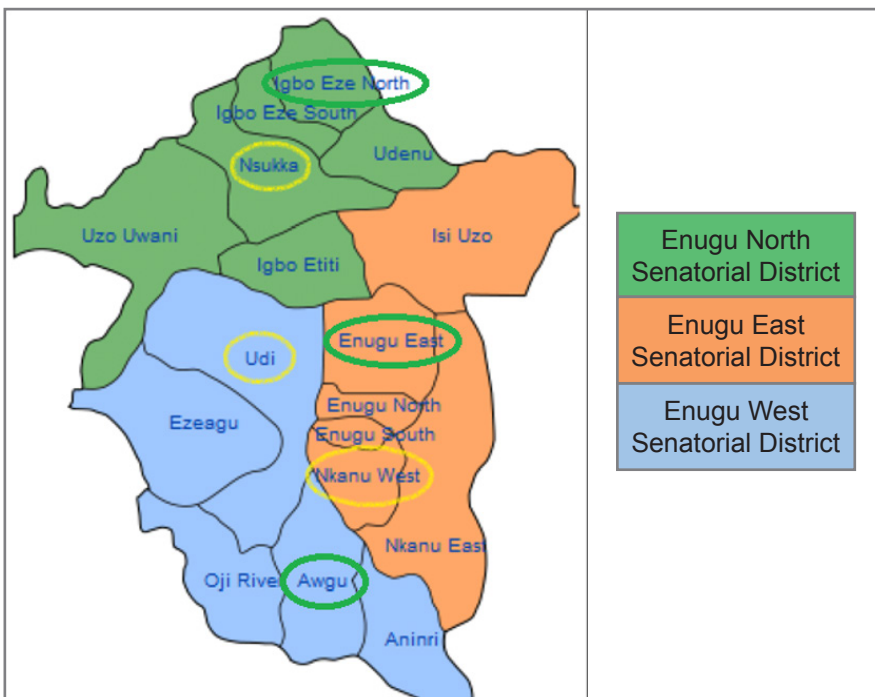 Igbo Eze North
Igbo Eze South
Udenu
Nsukka
Uzo Uwani
Isi Uzo
Igbo Etiti
Enugu East
Udi
Enugu North
Ezeagu
Enugu South
Nkanu West
Nkanu East
Oji River
Awgu
Aninri
Enugu North
Senatorial District
Enugu East
Senatorial District
Enugu West
Senatorial District